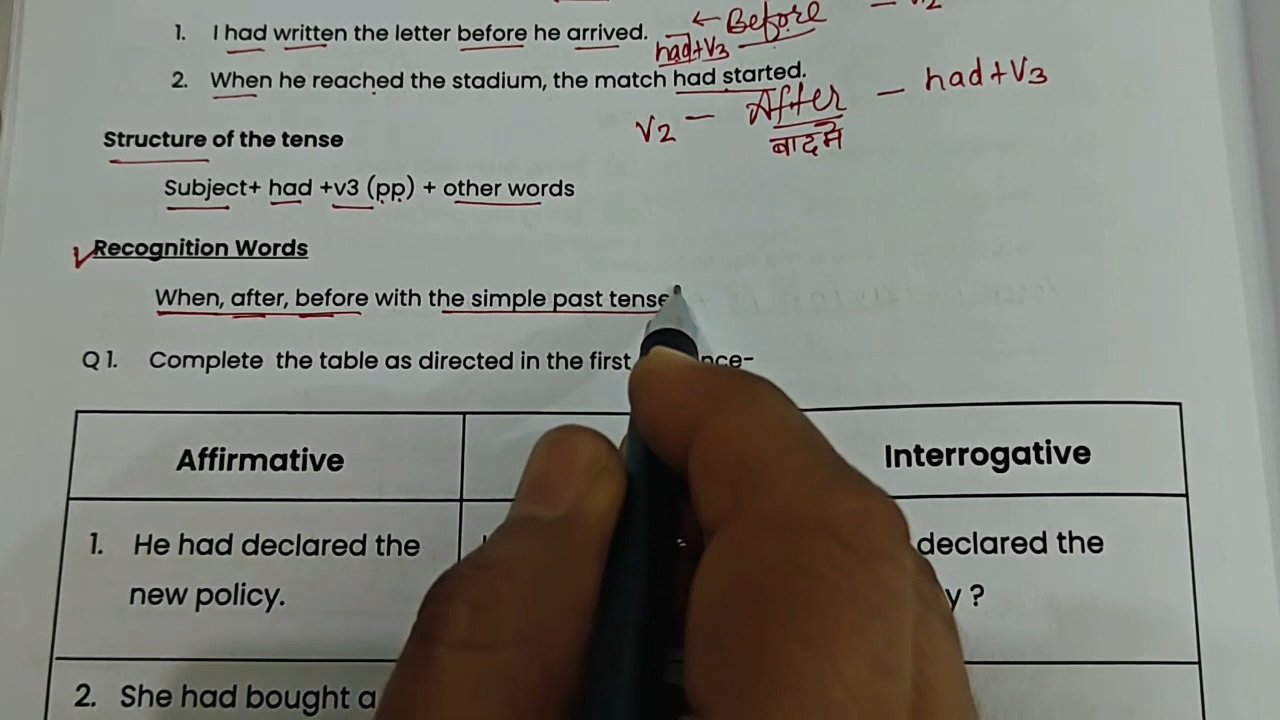 1. I had written the letter before he arrived. ← Before — V2
had+V3
2. When he reached the stadium, the match had started.
V2 — After — had+V3
बादमे
Structure of the tense
Subject+ had +v3 (pp) + other words
Recognition Words
When, after, before with the simple past tense
Q1. Complete the table as directed in the first
Affirmative Interrogative
1. He had declared the declared the
new policy. ?
2. She had bought a